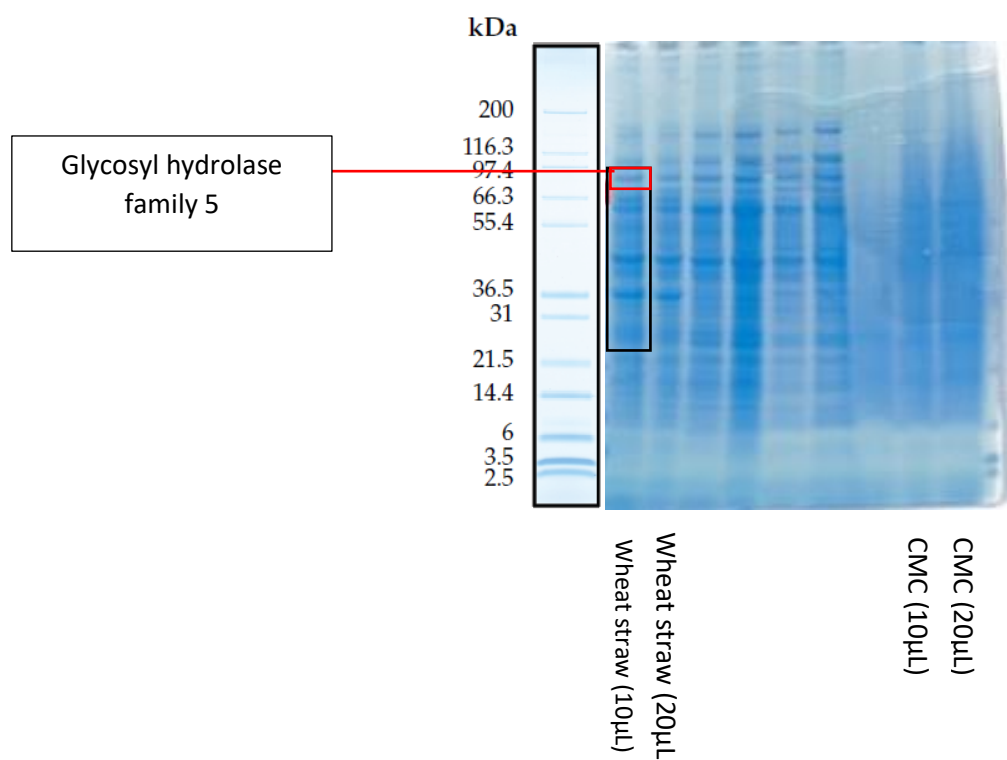 kDa
200
116.3
97.4
66.3
55.4
36.5
31
21.5
14.4
6
3.5
2.5
Glycosyl hydrolase
family 5
Wheat straw (10µL)
Wheat straw (20µL
CMC (10µL)
CMC (20µL)